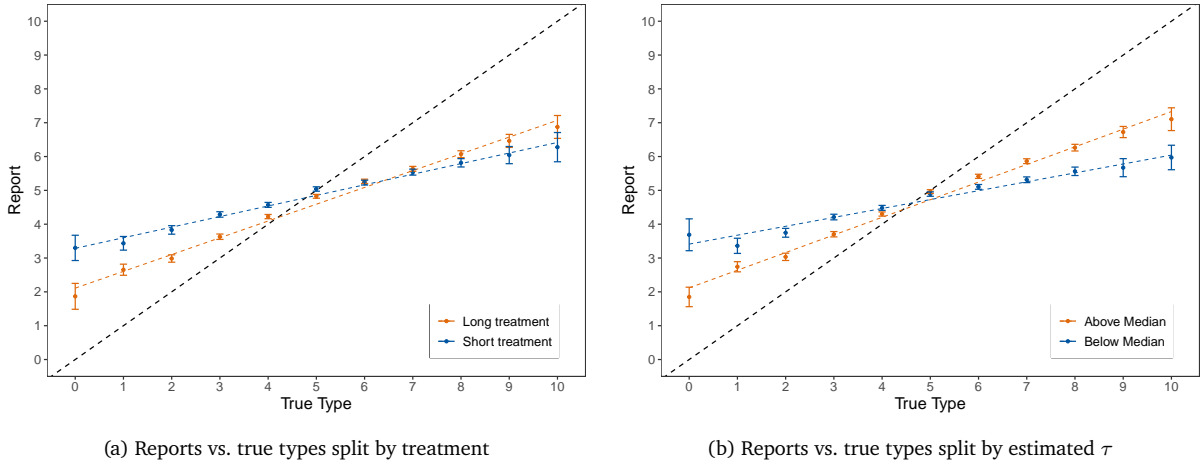 10
9
8
7
6
5
4
3
2
1
0
Report
0 1 2 3 4 5 6 7 8 9 10
True Type
Long treatment
Short treatment
(a) Reports vs. true types split by treatment
10
9
8
7
6
5
4
3
2
1
0
Report
0 1 2 3 4 5 6 7 8 9 10
True Type
Above Median
Below Median
(b) Reports vs. true types split by estimated τ